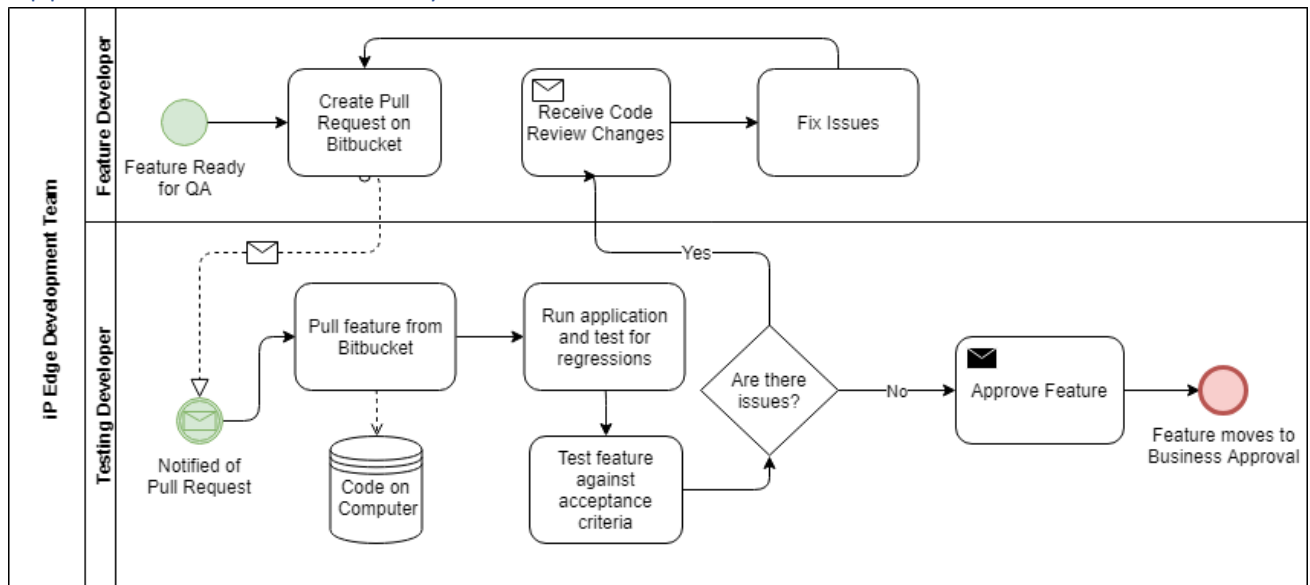 iP Edge Development Team
Feature Developer
Feature Ready
for QA
Create Pull
Request on
Bitbucket
Receive Code
Review Changes
Fix Issues
Testing Developer
Notified of
Pull Request
Pull feature from
Bitbucket
Code on
Computer
Run application
and test for
regressions
Test feature
against
acceptance
criteria
Are there
issues?
Yes
No
Approve Feature
Feature moves to
Business Approval